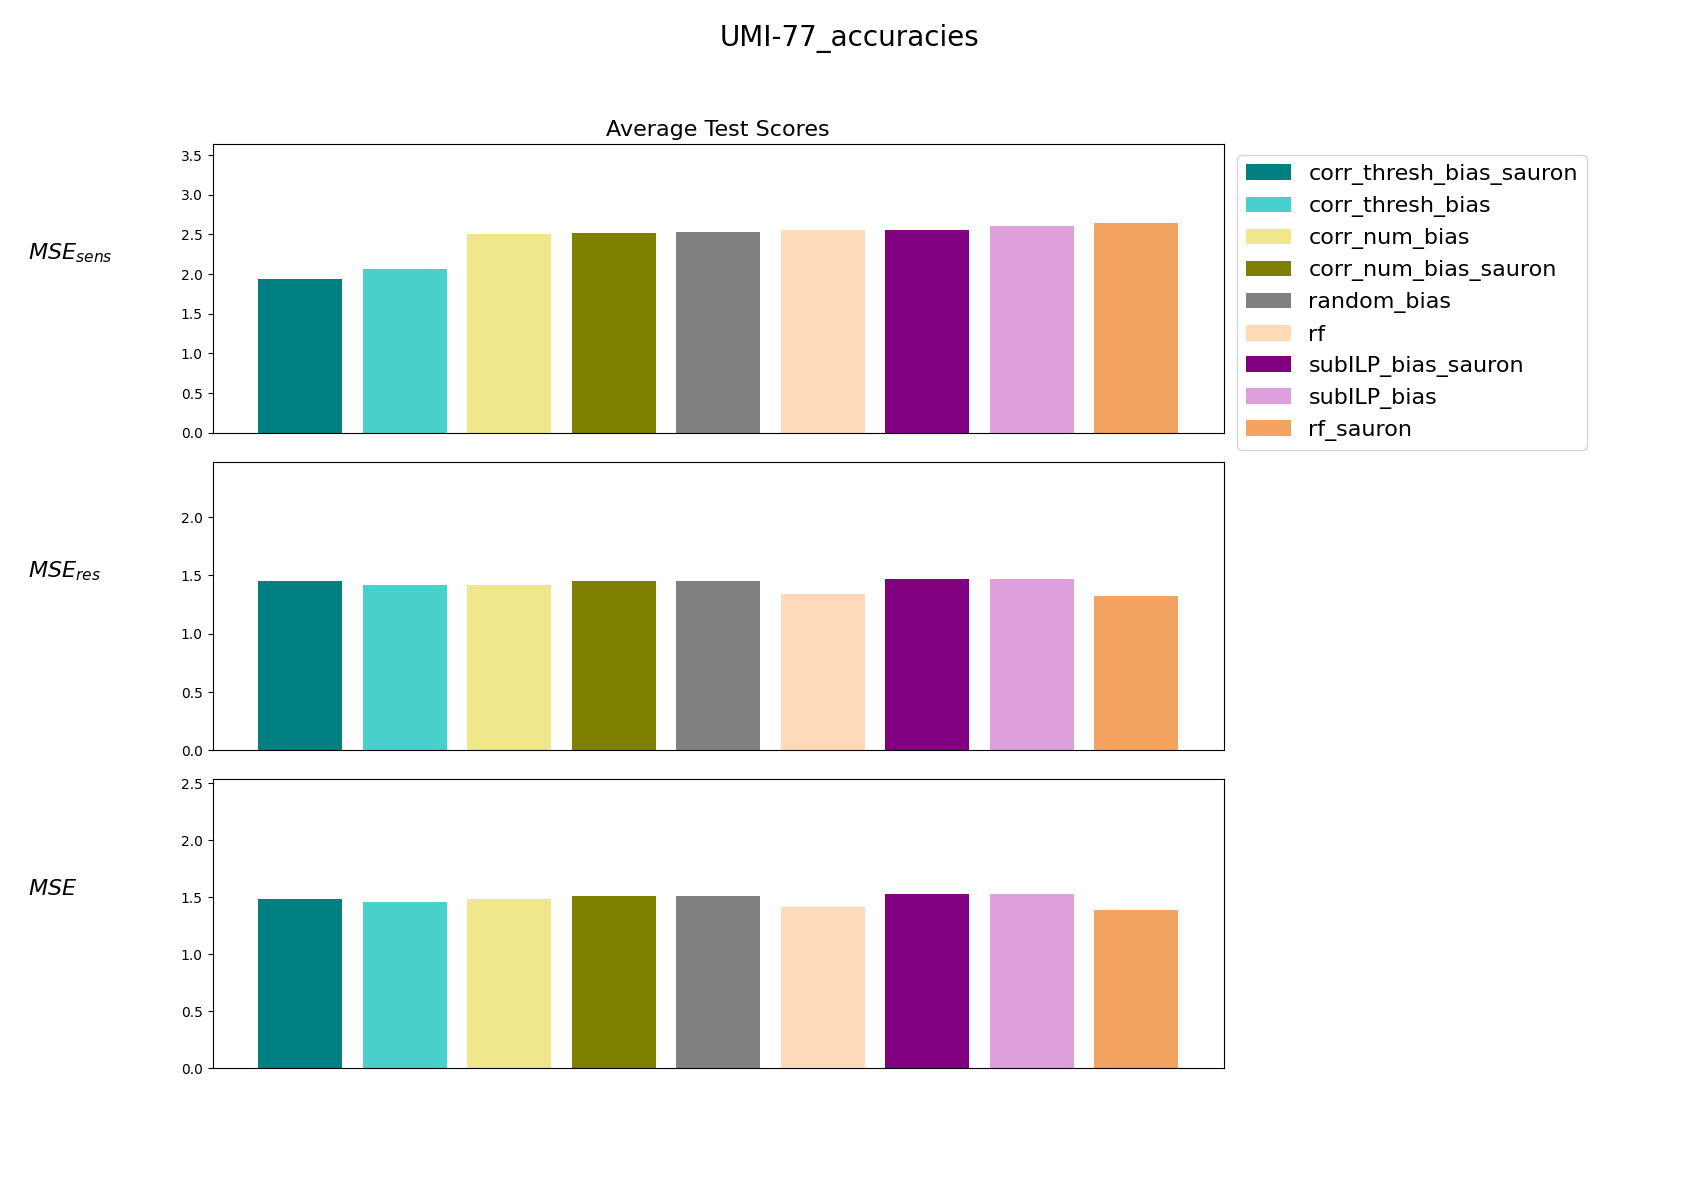 UMI-77_accuracies
Average Test Scores
MSE_sens
3.5
3.0
2.5
2.0
1.5
1.0
0.5
0.0
corr_thresh_bias_sauron
corr_thresh_bias
corr_num_bias
corr_num_bias_sauron
random_bias
rf
subILP_bias_sauron
subILP_bias
rf_sauron
MSE_res
2.0
1.5
1.0
0.5
0.0
MSE
2.5
2.0
1.5
1.0
0.5
0.0